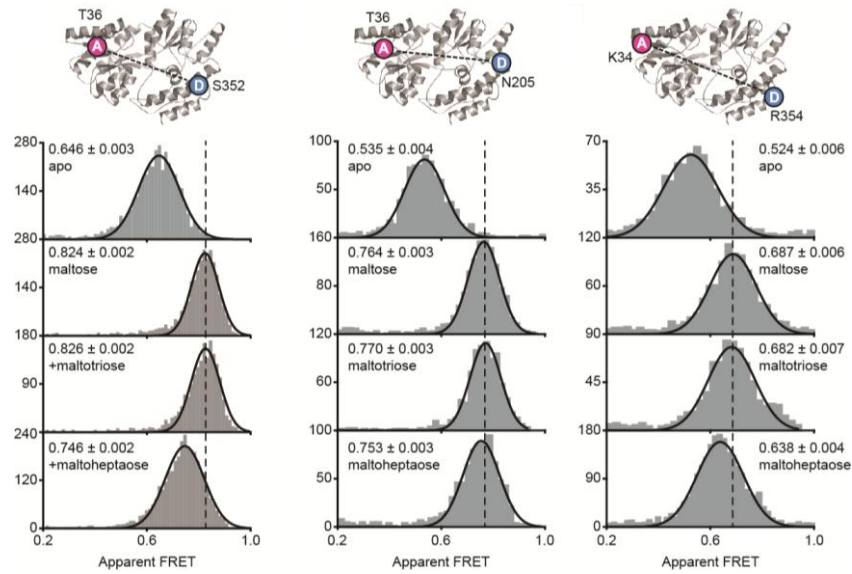 T36
A
D
S352
T36
A
D
N205
K34
A
D
R354
280
0.646 ± 0.003
apo
140
280
0.824 ± 0.002
maltose
140
180
0.826 ± 0.002
+maltotriose
90
240
0.746 ± 0.002
+maltoheptaose
120
0
0.2
0.6
1.0
Apparent FRET
100
0.535 ± 0.004
apo
50
160
0.764 ± 0.003
maltose
80
120
0.770 ± 0.003
maltotriose
60
100
0.753 ± 0.003
maltoheptaose
50
0
0.2
0.6
1.0
Apparent FRET
70
0.524 ± 0.006
apo
35
120
0.687 ± 0.006
maltose
60
90
0.682 ± 0.007
maltotriose
45
180
0.638 ± 0.004
maltoheptaose
90
0
0.2
0.6
1.0
Apparent FRET